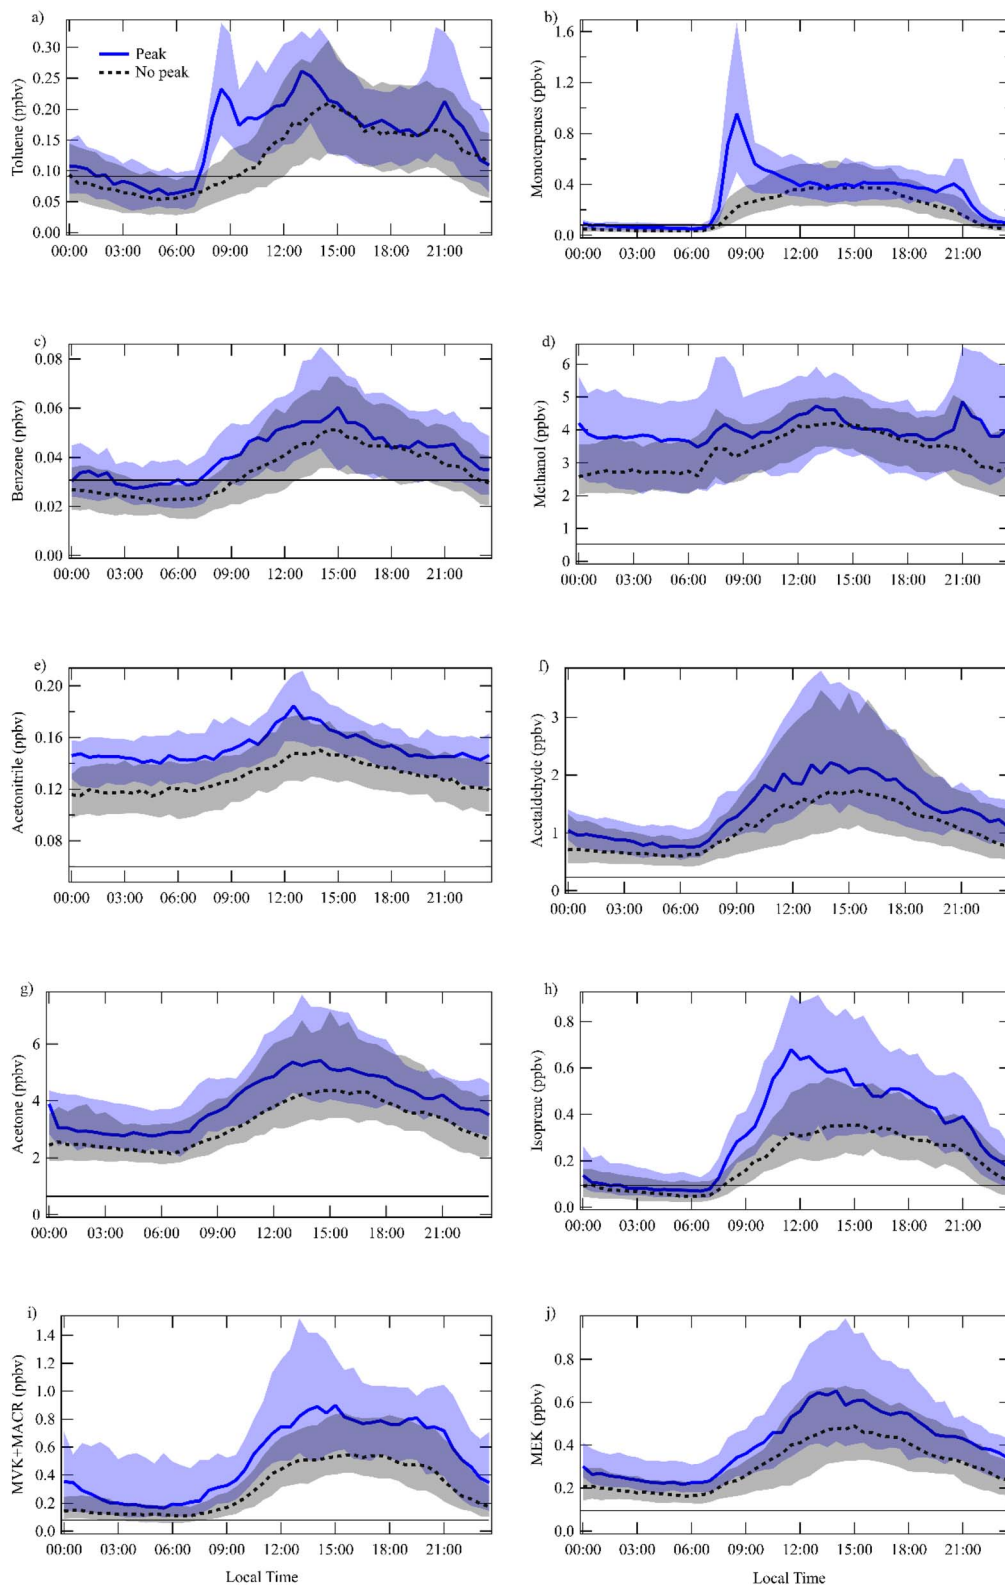 a)
Toluene (ppbv)
0.30
0.25
0.20
0.15
0.10
0.05
0.00
Peak
No peak
00:00 03:00 06:00 09:00 12:00 15:00 18:00 21:00
b)
Monoterpenes (ppbv)
1.6
1.2
0.8
0.4
0.0
00:00 03:00 06:00 09:00 12:00 15:00 18:00 21:00
c)
Benzene (ppbv)
0.08
0.06
0.04
0.02
0.00
00:00 03:00 06:00 09:00 12:00 15:00 18:00 21:00
d)
Methanol (ppbv)
6
5
4
3
2
1
0
00:00 03:00 06:00 09:00 12:00 15:00 18:00 21:00
e)
Acetonitrile (ppbv)
0.20
0.16
0.12
0.08
00:00 03:00 06:00 09:00 12:00 15:00 18:00 21:00
f)
Acetaldehyde (ppbv)
3
2
1
0
00:00 03:00 06:00 09:00 12:00 15:00 18:00 21:00
g)
Acetone (ppbv)
6
4
2
0
00:00 03:00 06:00 09:00 12:00 15:00 18:00 21:00
h)
Isoprene (ppbv)
0.8
0.6
0.4
0.2
0.0
00:00 03:00 06:00 09:00 12:00 15:00 18:00 21:00
i)
MVK+MACR (ppbv)
1.4
1.2
1.0
0.8
0.6
0.4
0.2
0.0
00:00 03:00 06:00 09:00 12:00 15:00 18:00 21:00
Local Time
j)
MEK (ppbv)
0.8
0.6
0.4
0.2
0.0
00:00 03:00 06:00 09:00 12:00 15:00 18:00 21:00
Local Time